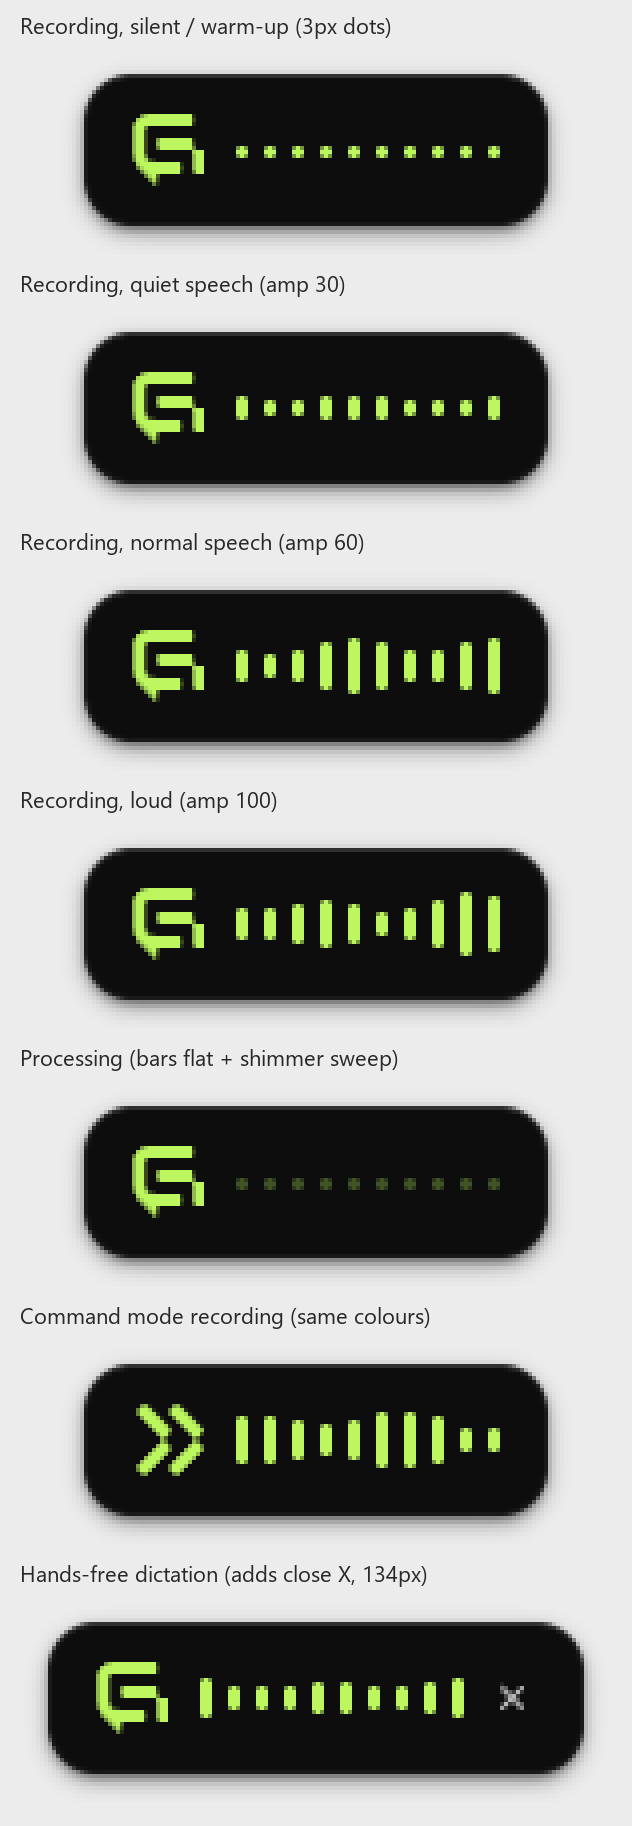 Recording, silent / warm-up (3px dots)
Recording, quiet speech (amp 30)
Recording, normal speech (amp 60)
Recording, loud (amp 100)
Processing (bars flat + shimmer sweep)
Command mode recording (same colours)
Hands-free dictation (adds close X, 134px)